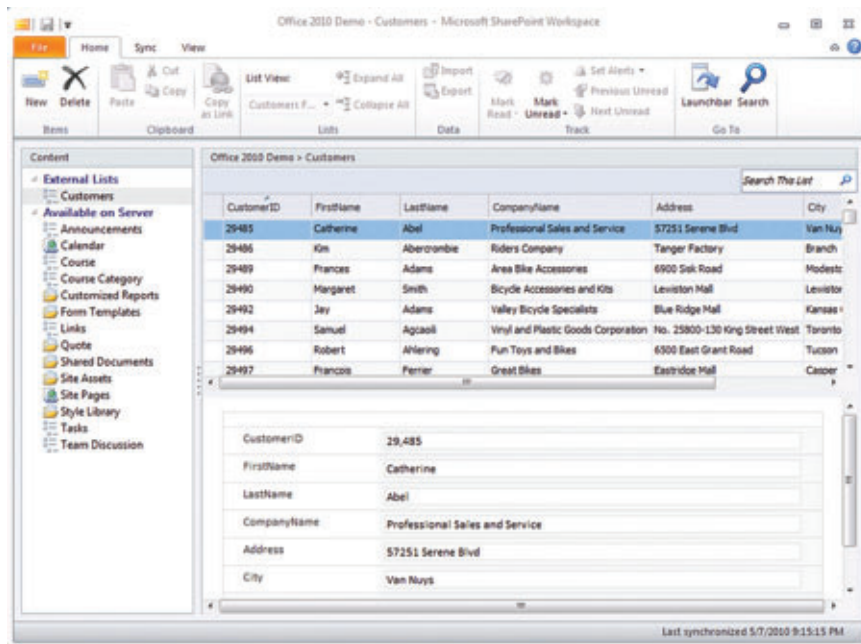 Office 2010 Demo - Customers - Microsoft SharePoint Workspace
File Home Sync View
New Delete Paste Cut Copy Copy as Link List View: Customers F... Expand All Collapse All Import Export Mark Read Mark Unread Set Alerts Previous Unread Next Unread Launchbar Search
Items Clipboard Lists Data Track Go To
Content
External Lists
Customers
Available on Server
Announcements
Calendar
Course
Course Category
Customized Reports
Form Templates
Links
Quote
Shared Documents
Site Assets
Site Pages
Style Library
Tasks
Team Discussion
Office 2010 Demo > Customers
Search This List
CustomerID FirstName LastName CompanyName Address City
29485 Catherine Abel Professional Sales and Service 57251 Serene Blvd Van Nuy
29486 Kim Abercrombie Riders Company Tanger Factory Branch
29489 Frances Adams Area Bike Accessories 6900 Sisk Road Modesto
29490 Margaret Smith Bicycle Accessories and Kits Lewiston Mall Lewiston
29492 Jay Adams Valley Bicycle Specialists Blue Ridge Mall Kansas
29494 Samuel Agcaoili Vinyl and Plastic Goods Corporation No. 25800-130 King Street West Toronto
29496 Robert Ahlering Fun Toys and Bikes 6500 East Grant Road Tucson
29497 François Ferrier Great Bikes Eastridge Mall Casper
CustomerID 29,485
FirstName Catherine
LastName Abel
CompanyName Professional Sales and Service
Address 57251 Serene Blvd
City Van Nuys
Last synchronized 5/7/2010 9:15:15 PM